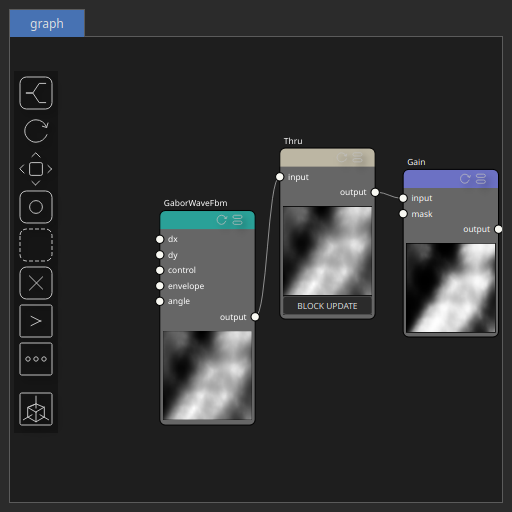 graph
Thru
input
output
BLOCK UPDATE
Gain
input
mask
output
GaborWaveFbm
dx
dy
control
envelope
angle
output